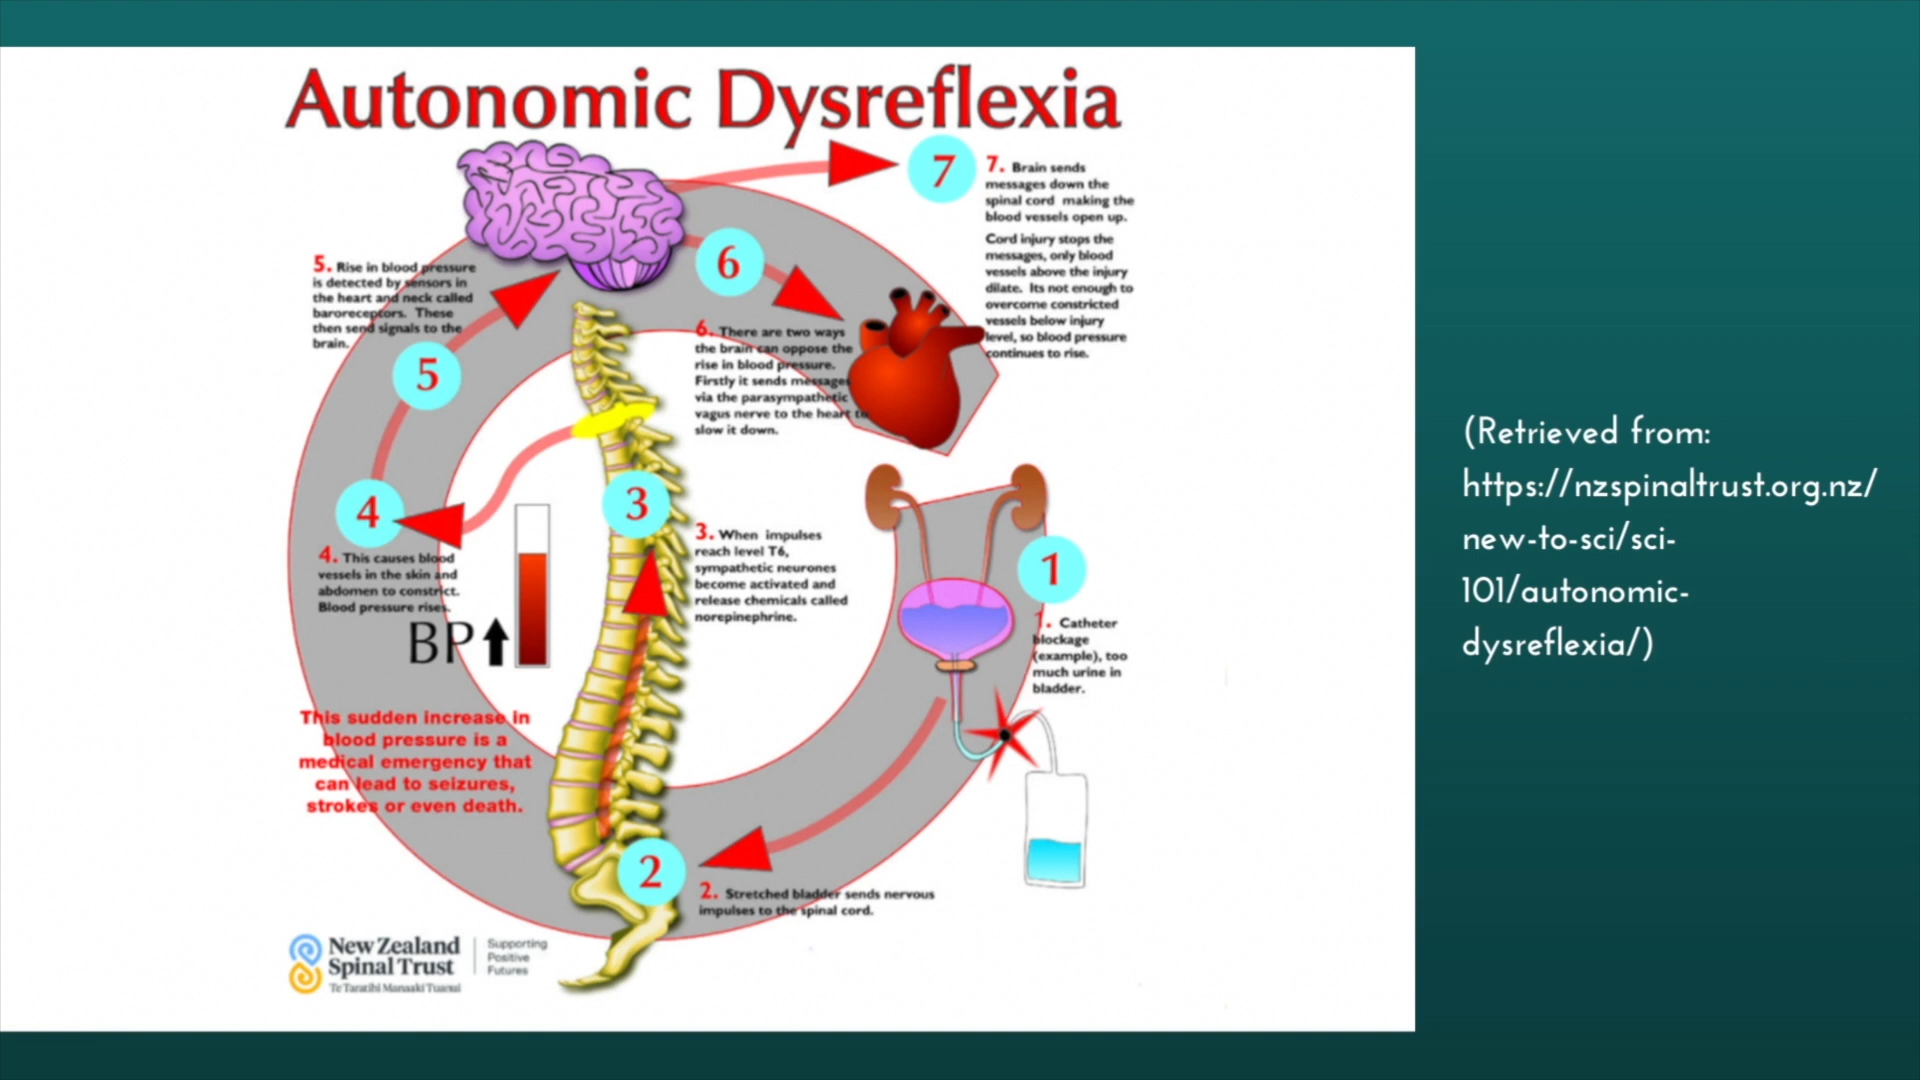 Autonomic Dysreflexia
7
7. Brain sends
messages down the
spinal cord making the
blood vessels open up.
Cord injury stops the
messages, only blood
vessels above the injury
dilate. Its not enough to
overcome constricted
vessels below injury
level, so blood pressure
continues to rise.
6
6. There are two ways
the brain can oppose the
rise in blood pressure.
Firstly it sends messages
via the parasympathetic
vagus nerve to the heart to
slow it down.
5. Rise in blood pressure
is detected by sensors in
the heart and neck called
baroreceptors. These
then send signals to the
brain.
5
4
4. This causes blood
vessels in the skin and
abdomen to constrict.
Blood pressure rises.
BP
3
3. When impulses
reach level T6,
sympathetic neurones
become activated and
release chemicals called
norepinephrine.
1
1. Catheter
blockage
(example), too
much urine in
bladder.
This sudden increase in
blood pressure is a
medical emergency that
can lead to seizures,
strokes or even death.
2
2. Stretched bladder sends nervous
impulses to the spinal cord.
New Zealand
Spinal Trust
Te Taratihi Manaaki Tuanui
Supporting
Positive
Futures
(Retrieved from:
https://nzspinaltrust.org.nz/
new-to-sci/sci-
101/autonomic-
dysreflexia/)